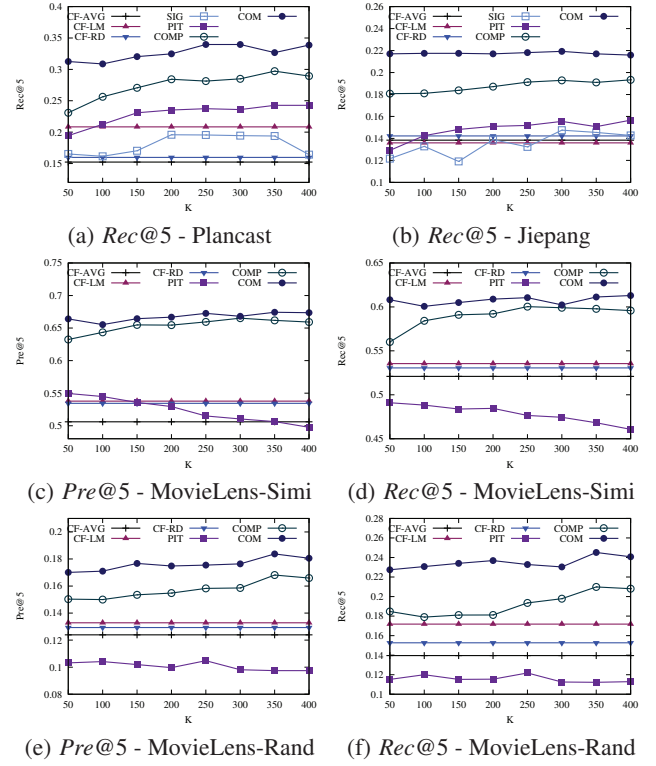 CF-AVG SIG COM
CF-LM PIT
CF-RD COMP
0.4
0.35
0.3
0.25
0.2
0.15
Rec@5
50 100 150 200 250 300 350 400
K
(a) Rec@5 - Plancast
CF-AVG SIG COM
CF-LM PIT
CF-RD COMP
0.26
0.24
0.22
0.2
0.18
0.16
0.14
0.12
0.1
Rec@5
50 100 150 200 250 300 350 400
K
(b) Rec@5 - Jiepang
CF-AVG CF-RD COMP
CF-LM PIT COM
0.75
0.7
0.65
0.6
0.55
0.5
Pre@5
50 100 150 200 250 300 350 400
K
(c) Pre@5 - MovieLens-Simi
CF-AVG CF-RD COMP
CF-LM PIT COM
0.65
0.6
0.55
0.5
0.45
Rec@5
50 100 150 200 250 300 350 400
K
(d) Rec@5 - MovieLens-Simi
CF-AVG CF-RD COMP
CF-LM PIT COM
0.2
0.18
0.16
0.14
0.12
0.1
0.08
Pre@5
50 100 150 200 250 300 350 400
K
(e) Pre@5 - MovieLens-Rand
CF-AVG CF-RD COMP
CF-LM PIT COM
0.28
0.26
0.24
0.22
0.2
0.18
0.16
0.14
0.12
0.1
Rec@5
50 100 150 200 250 300 350 400
K
(f) Rec@5 - MovieLens-Rand